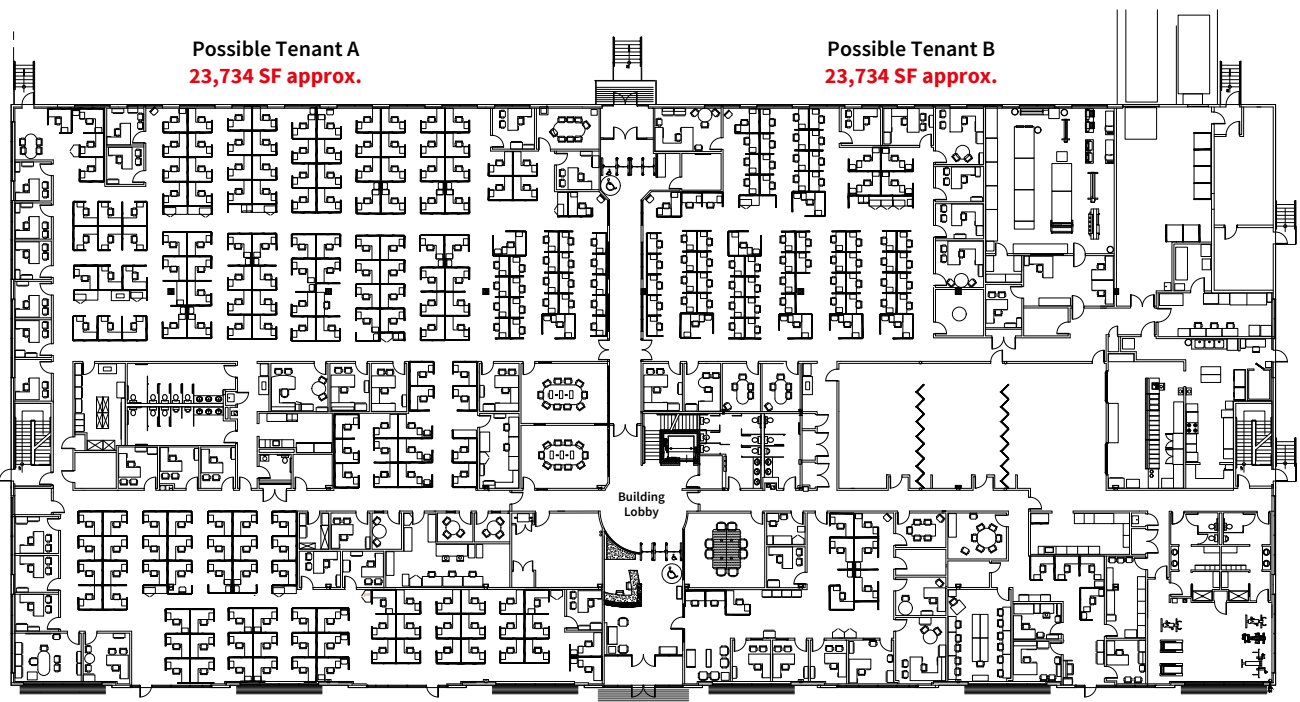 Possible Tenant A
23,734 SF approx.
Possible Tenant B
23,734 SF approx.
Building
Lobby